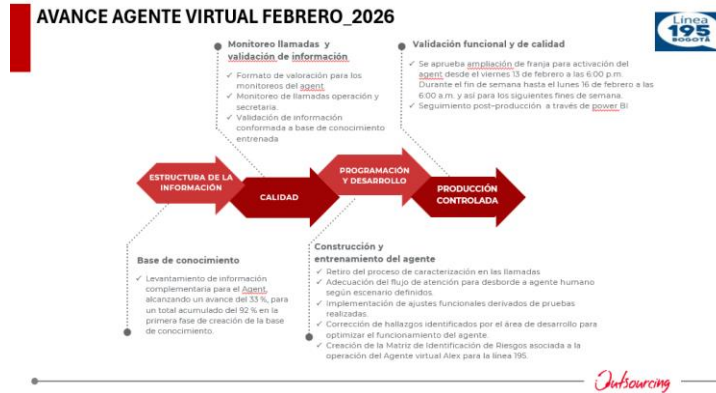 AVANCE AGENTE VIRTUAL FEBRERO_2026
Línea
195
BOGOTÁ
Monitoreo llamadas y
validación de información
✓ Formato de valoración para los
monitoreos del agent
✓ Monitoreo de llamadas operación y
secretaria.
✓ Validación de información
conformada a base de conocimiento
entrenada
Validación funcional y de calidad
✓ Se aprueba ampliación de franja para activación del
agent desde el viernes 13 de febrero a las 6:00 p.m.
Durante el fin de semana hasta el lunes 16 de febrero a las
6:00 a.m. y así para los siguientes fines de semana.
✓ Seguimiento post-producción a través de power BI
ESTRUCTURA DE LA
INFORMACIÓN
CALIDAD
PROGRAMACIÓN
Y DESARROLLO
PRODUCCIÓN
CONTROLADA
Base de conocimiento
✓ Levantamiento de información
complementaria para el Agent,
alcanzando un avance del 33 %, para
un total acumulado del 92 % en la
primera fase de creación de la base
de conocimiento.
Construcción y
entrenamiento del agente
✓ Retiro del proceso de caracterización en las llamadas
✓ Adecuación del flujo de atención para desborde a agente humano
según escenario definidos.
✓ Implementación de ajustes funcionales derivados de pruebas
realizadas.
✓ Corrección de hallazgos identificados por el área de desarrollo para
optimizar el funcionamiento del agente
✓ Creación de la Matriz de Identificación de Riesgos asociada a la
operación del Agente virtual Alex para la línea 195.
Outsourcing